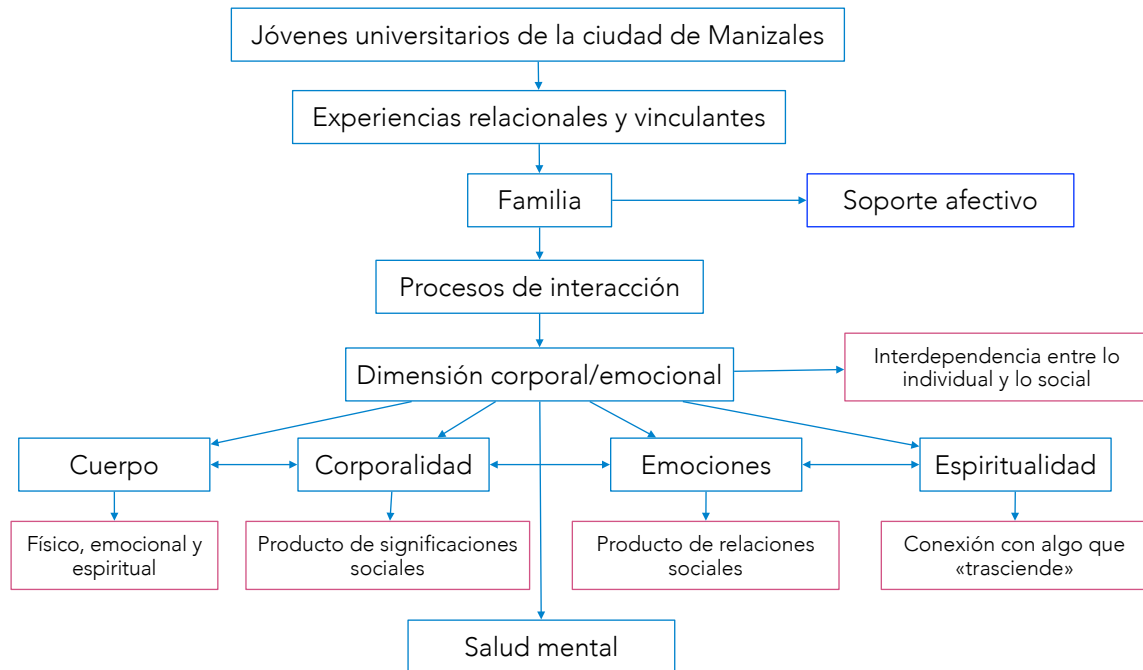 Jóvenes universitarios de la ciudad de Manizales
Experiencias relacionales y vinculantes
Familia
Soporte afectivo
Procesos de interacción
Dimensión corporal/emocional
Interdependencia entre lo
individual y lo social
Cuerpo
Corporalidad
Emociones
Espiritualidad
Físico, emocional y
espiritual
Producto de significaciones
sociales
Producto de relaciones
sociales
Conexión con algo que
«trasciende»
Salud mental